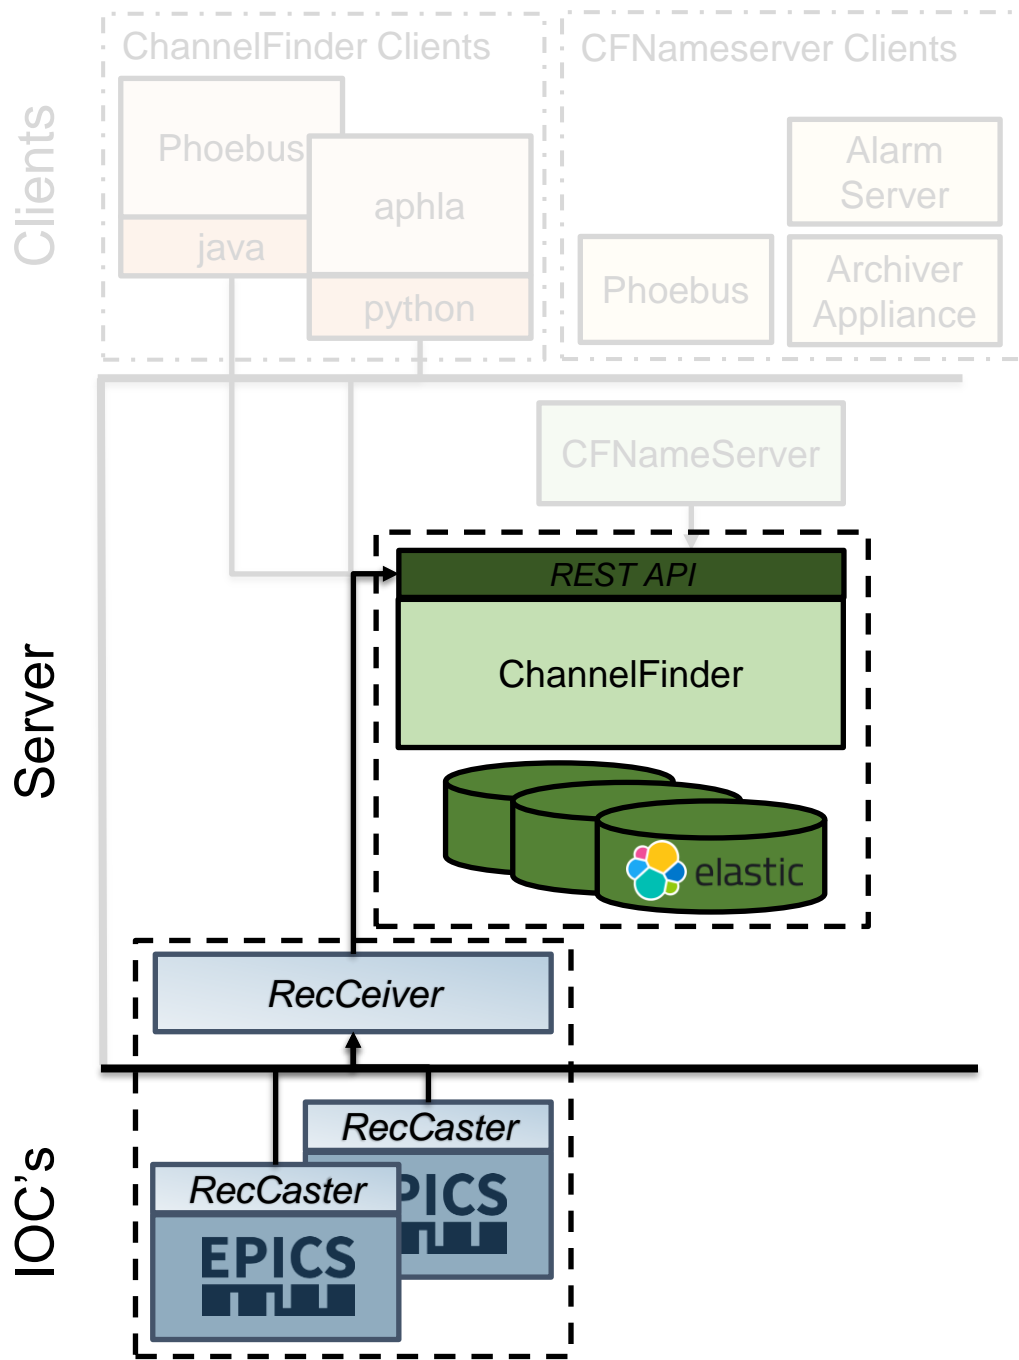 Clients
ChannelFinder Clients
Phoebus
java
aphla
python
CFNameserver Clients
Alarm
Server
Phoebus
Archiver
Appliance
Server
CFNameServer
REST API
ChannelFinder
elastic
RecCeiver
IOC's
RecCaster
PICS
RecCaster
EPICS